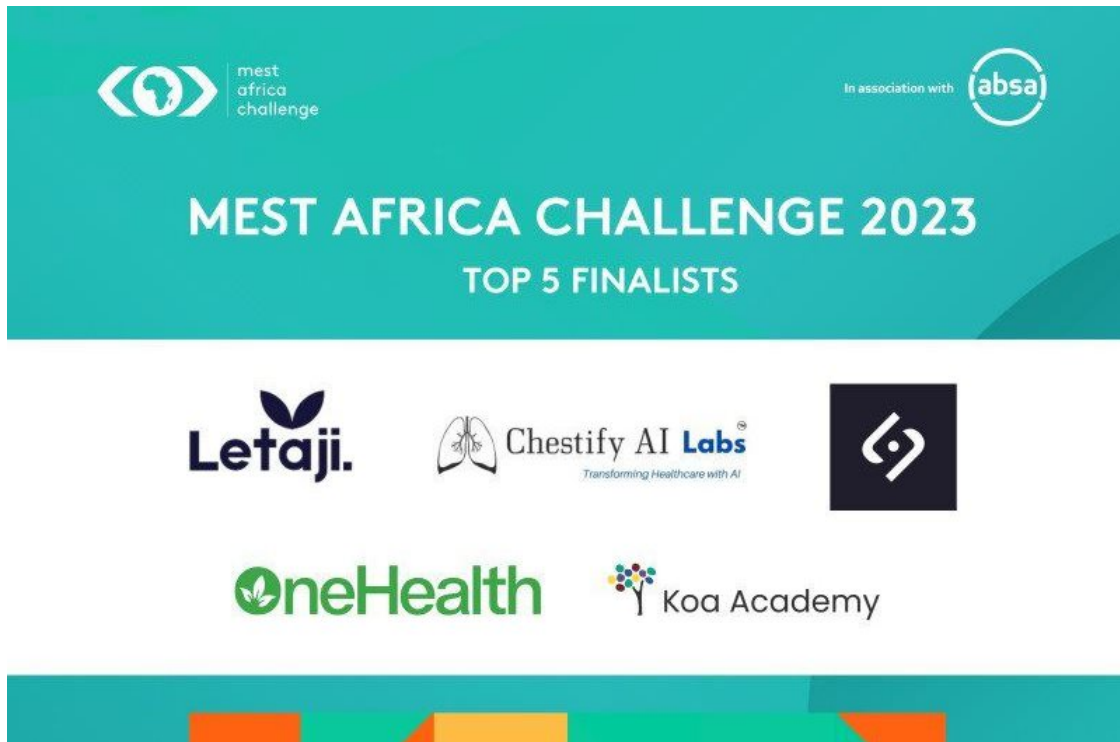 mest
africa
challenge
In association with
absa
MEST AFRICA CHALLENGE 2023
TOP 5 FINALISTS
Letaji.
Chestify AI Labs
Transforming Healthcare with AI
OneHealth
Koa Academy